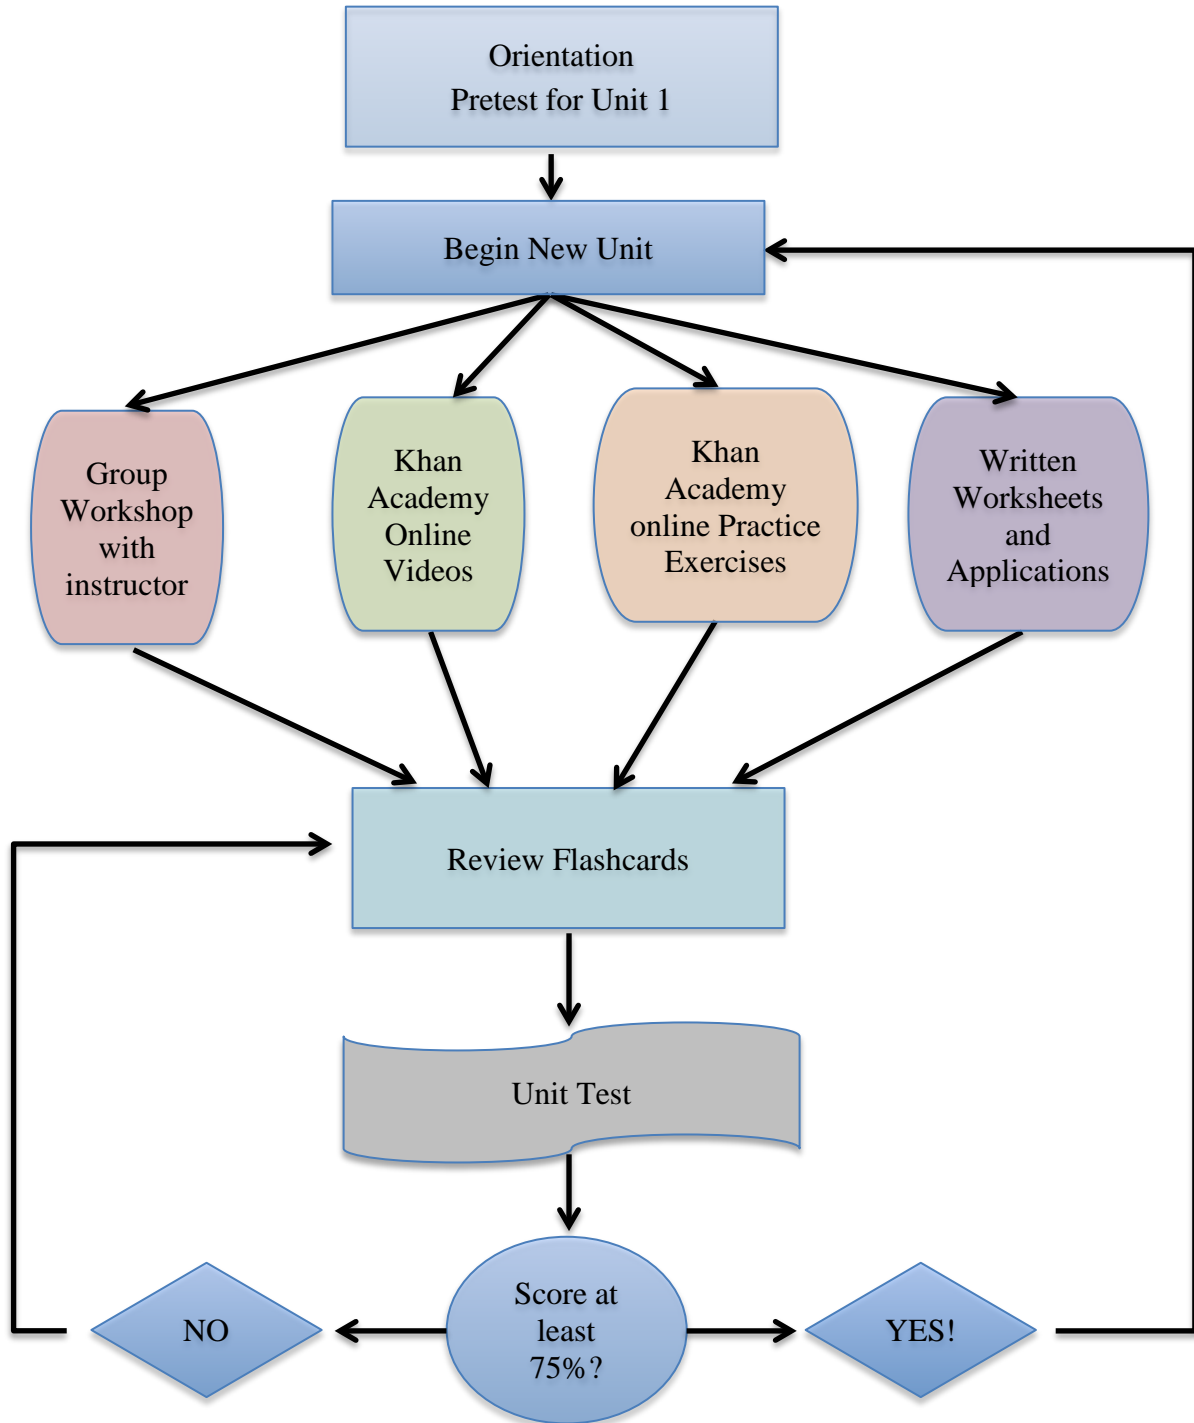 Orientation
Pretest for Unit 1
Begin New Unit
Group
Workshop
with
instructor
Khan
Academy
Online
Videos
Khan
Academy
online Practice
Exercises
Written
Worksheets
and
Applications
Review Flashcards
Unit Test
NO
Score at
least
75%?
YES!